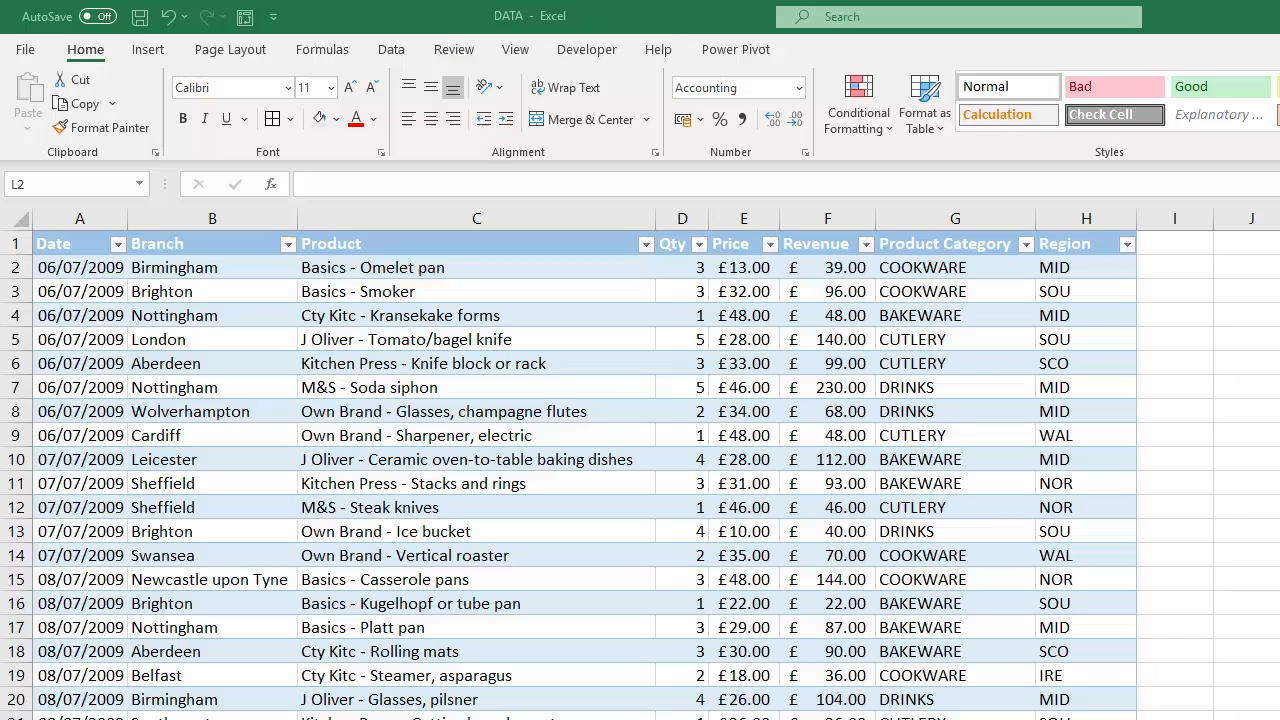 AutoSave Off DATA - Excel Search
File Home Insert Page Layout Formulas Data Review View Developer Help Power Pivot
Paste Cut Copy Format Painter Clipboard
Calibri 11 B I U A Font
Wrap Text Merge & Center Alignment
Accounting % Number
Conditional Formatting Format as Table
Normal Bad Good
Calculation Check Cell Explanatory ...
Styles
L2 fx
A B C D E F G H I J
1 Date Branch Product Qty Price Revenue Product Category Region
2 06/07/2009 Birmingham Basics - Omelet pan 3 £13.00 £ 39.00 COOKWARE MID
3 06/07/2009 Brighton Basics - Smoker 3 £32.00 £ 96.00 COOKWARE SOU
4 06/07/2009 Nottingham Cty Kitc - Kransekake forms 1 £48.00 £ 48.00 BAKEWARE MID
5 06/07/2009 London J Oliver - Tomato/bagel knife 5 £28.00 £ 140.00 CUTLERY SOU
6 06/07/2009 Aberdeen Kitchen Press - Knife block or rack 3 £33.00 £ 99.00 CUTLERY SCO
7 06/07/2009 Nottingham M&S - Soda siphon 5 £46.00 £ 230.00 DRINKS MID
8 06/07/2009 Wolverhampton Own Brand - Glasses, champagne flutes 2 £34.00 £ 68.00 DRINKS MID
9 06/07/2009 Cardiff Own Brand - Sharpener, electric 1 £48.00 £ 48.00 CUTLERY WAL
10 07/07/2009 Leicester J Oliver - Ceramic oven-to-table baking dishes 4 £28.00 £ 112.00 BAKEWARE MID
11 07/07/2009 Sheffield Kitchen Press - Stacks and rings 3 £31.00 £ 93.00 BAKEWARE NOR
12 07/07/2009 Sheffield M&S - Steak knives 1 £46.00 £ 46.00 CUTLERY NOR
13 07/07/2009 Brighton Own Brand - Ice bucket 4 £10.00 £ 40.00 DRINKS SOU
14 07/07/2009 Swansea Own Brand - Vertical roaster 2 £35.00 £ 70.00 COOKWARE WAL
15 08/07/2009 Newcastle upon Tyne Basics - Casserole pans 3 £48.00 £ 144.00 COOKWARE NOR
16 08/07/2009 Brighton Basics - Kugelhopf or tube pan 1 £22.00 £ 22.00 BAKEWARE SOU
17 08/07/2009 Nottingham Basics - Platt pan 3 £29.00 £ 87.00 BAKEWARE MID
18 08/07/2009 Aberdeen Cty Kitc - Rolling mats 3 £30.00 £ 90.00 BAKEWARE SCO
19 08/07/2009 Belfast Cty Kitc - Steamer, asparagus 2 £18.00 £ 36.00 COOKWARE IRE
20 08/07/2009 Birmingham J Oliver - Glasses, pilsner 4 £26.00 £ 104.00 DRINKS MID